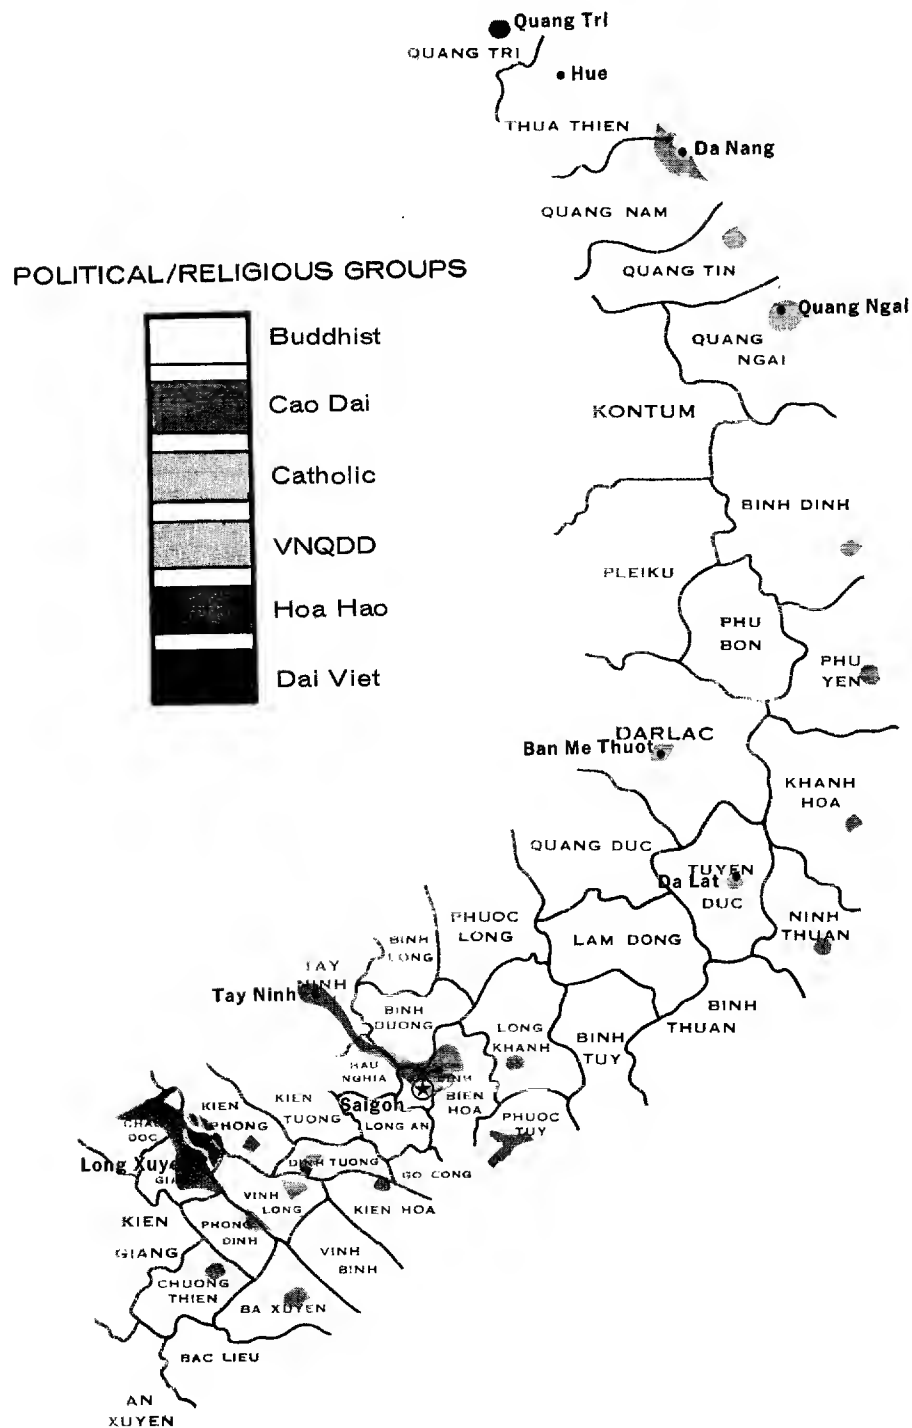 Quang Tri
QUANG TRI
Hue
THUA THIEN
Da Nang
QUANG NAM
QUANG TIN
POLITICAL/RELIGIOUS GROUPS
Buddhist
Cao Dai
Catholic
VNQDD
Hoa Hao
Dai Viet
Quang Ngai
QUANG
NGAI
KONTUM
BINH DINH
PLEIKU
PHU
BON
PHU
YEN
DARLAC
Ban Me Thuot
KHANH
HOA
QUANG DUC
TUYEN
Da Lat
DUC
NINH
THUAN
PHUOC
LONG
LAM DONG
BINH
LONG
TAY
NINH
Tay Ninh
BINH
DUONG
LONG
KHANH
BINH
TUY
BINH
THUAN
HAU
NGHIA
BIEN
HOA
Saigon
PHUOC
TUY
KIEN
PHONG
KIEN
TUONG
LONG AN
CHAU
DOC
DINH TUONG
GO CONG
Long Xuyen
VINH
LONG
KIEN HOA
KIEN
GIANG
PHONG
DINH
VINH
BINH
CHUONG
THIEN
BA XUYEN
BAC LIEU
AN
XUYEN